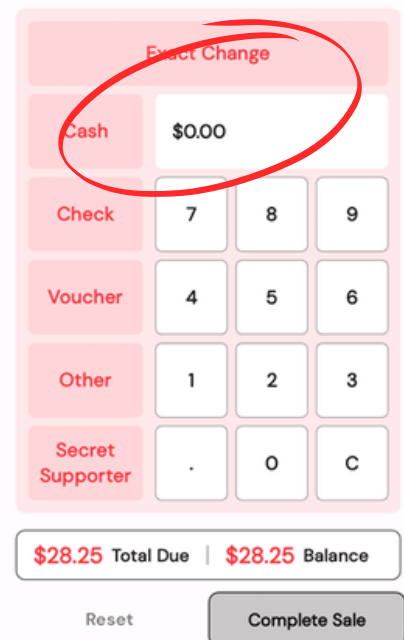 Exact Change
Cash $0.00
Check 7 8 9
Voucher 4 5 6
Other 1 2 3
Secret
Supporter . 0 C
$28.25 Total Due | $28.25 Balance
Reset Complete Sale